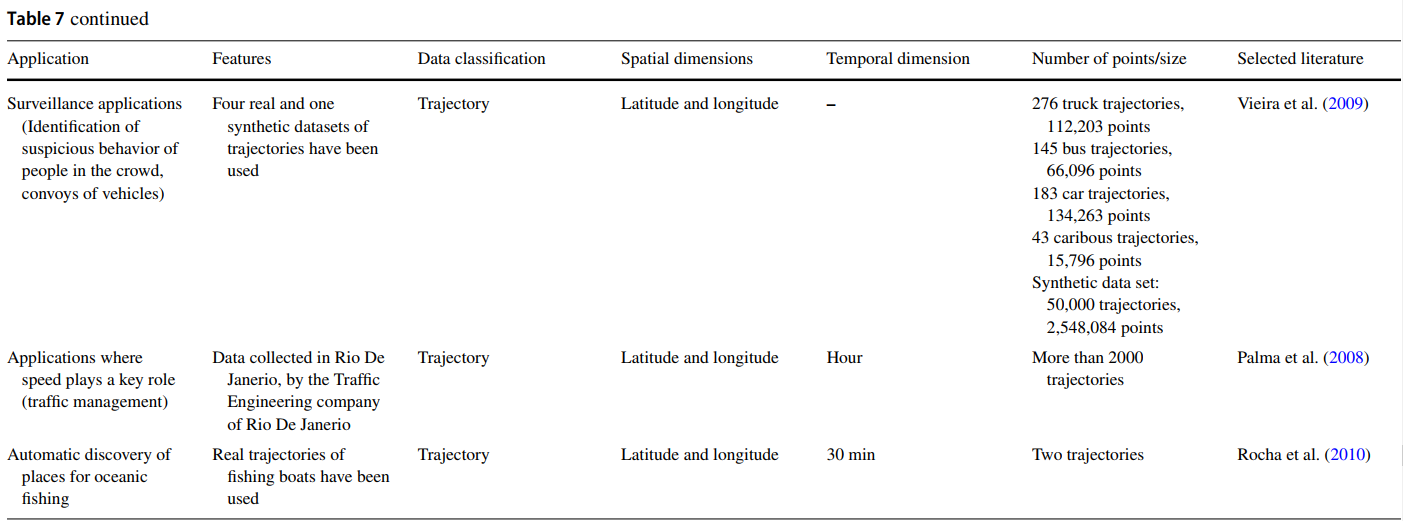 Table 7 continued
Application Features Data classification Spatial dimensions Temporal dimension Number of points/size Selected literature
Surveillance applications Four real and one Trajectory Latitude and longitude – 276 truck trajectories, Vieira et al. (2009)
(Identification of synthetic datasets of 112,203 points
suspicious behavior of trajectories have been 145 bus trajectories,
people in the crowd, used 66,096 points
convoys of vehicles) 183 car trajectories,
134,263 points
43 caribous trajectories,
15,796 points
Synthetic data set:
50,000 trajectories,
2,548,084 points
Applications where Data collected in Rio De Trajectory Latitude and longitude Hour More than 2000 Palma et al. (2008)
speed plays a key role Janerio, by the Traffic trajectories
(traffic management) Engineering company
of Rio De Janerio
Automatic discovery of Real trajectories of Trajectory Latitude and longitude 30 min Two trajectories Rocha et al. (2010)
places for oceanic fishing boats have been
fishing used